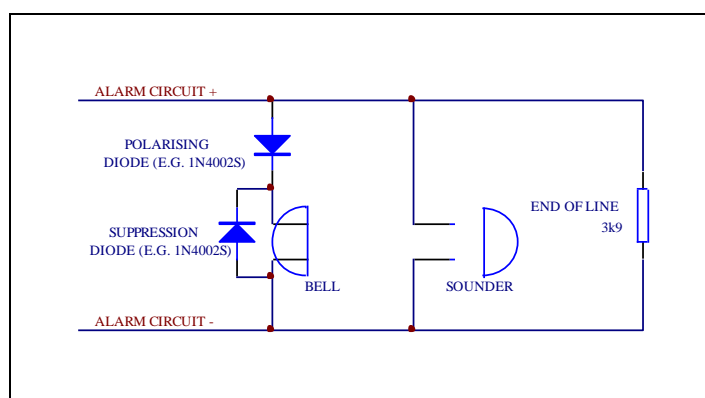 ALARM CIRCUIT +
POLARISING
DIODE (E.G. 1N4002S)
SUPPRESSION
DIODE (E.G. 1N4002S)
BELL
SOUNDER
END OF LINE
3k9
ALARM CIRCUIT -